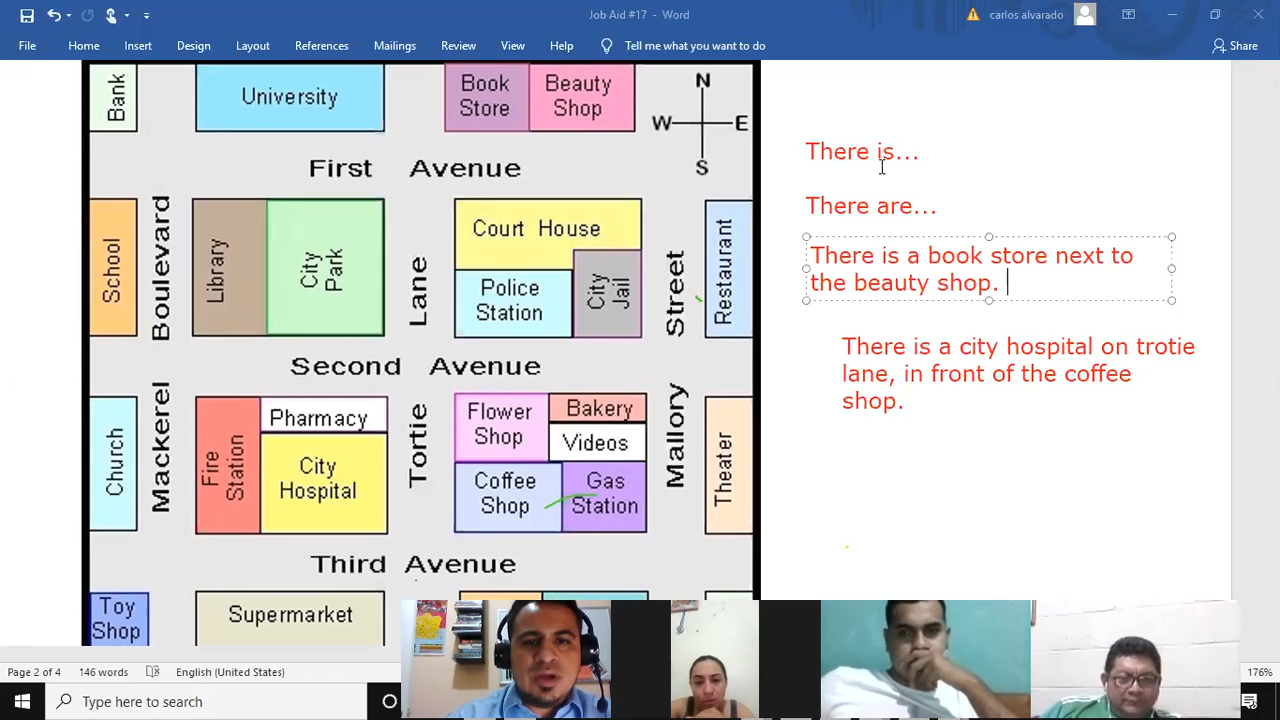 Job Aid #17 - Word
carlos alvarado
File Home Insert Design Layout References Mailings Review View Help Tell me what you want to do Share
Bank
University
Book Store
Beauty Shop
N
W E
S
First Avenue
School
Boulevard
Library
City Park
Lane
Court House
Police Station
City Jail
Street
Restaurant
Second Avenue
Church
Mackerel
Fire Station
Pharmacy
City Hospital
Tortie
Flower Shop
Bakery
Videos
Coffee Shop
Gas Station
Mallory
Theater
Third Avenue
Toy Shop
Supermarket
There is...
There are...
There is a book store next to
the beauty shop.
There is a city hospital on trotie
lane, in front of the coffee
shop.
Page 2 of 4 146 words English (United States) 176%
Type here to search